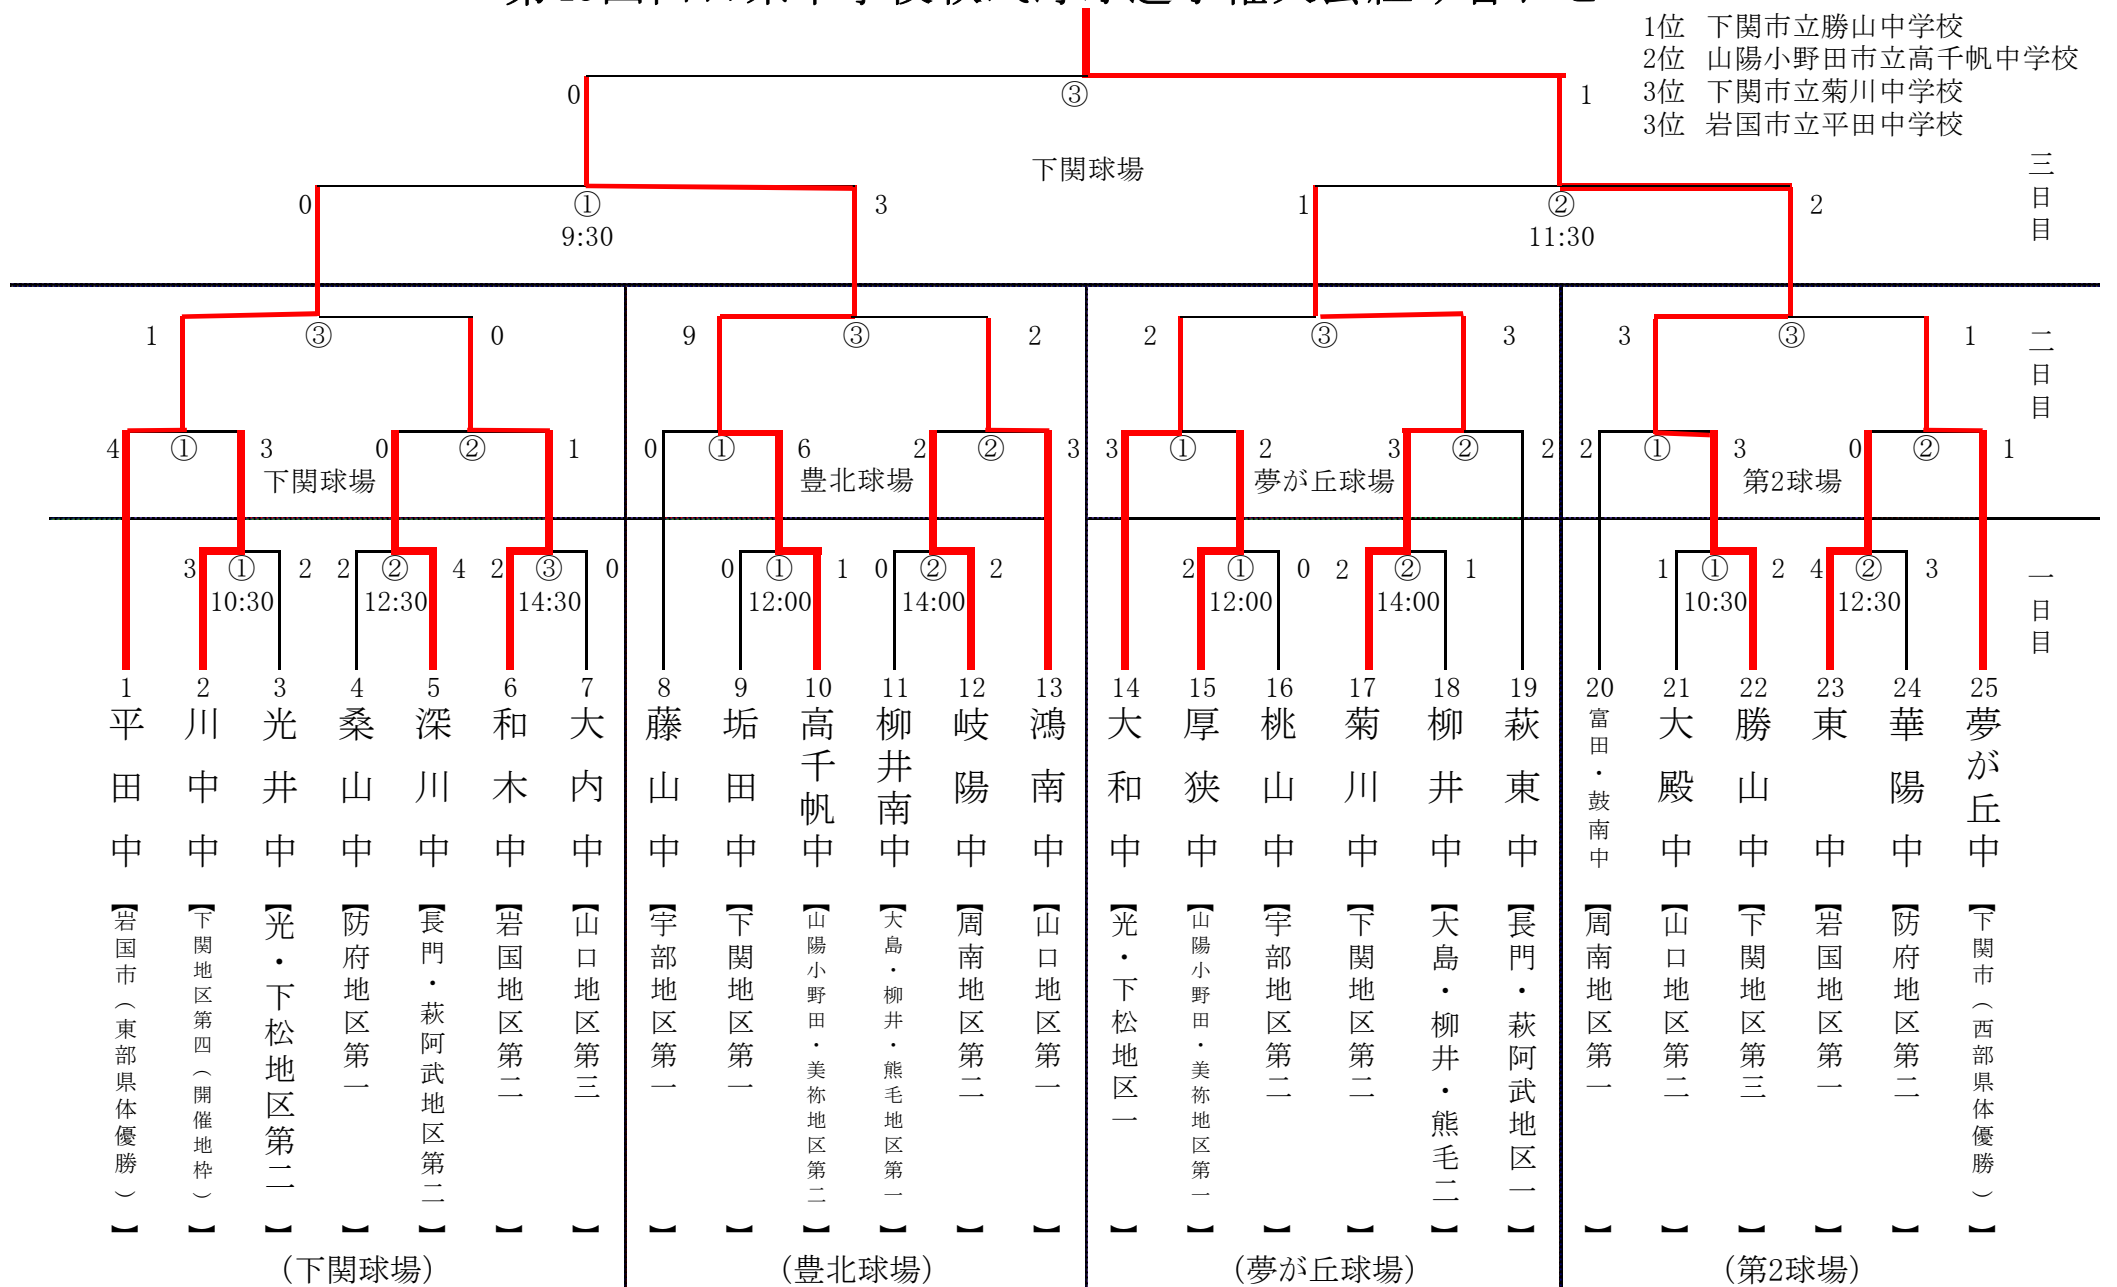 1位 下関市立勝山中学校
2位 山陽小野田市立高千帆中学校
3位 下関市立菊川中学校
3位 岩国市立平田中学校
0 ③ 1
下関球場
三日目
0 ① 3 1 ② 2
9:30 11:30
1 ③ 0 9 ③ 2 2 ③ 3 3 ③ 1
二日目
4 ① 3 0 ② 1 0 ① 6 2 ② 3 3 ① 2 3 ② 2 2 ① 3 0 ② 1
下関球場 豊北球場 夢が丘球場 第2球場
3 ① 2 2 ② 4 2 ③ 0 0 ① 1 0 ② 2 2 ① 0 2 ② 1 1 ① 2 4 ② 3
10:30 12:30 14:30 12:00 14:00 12:00 14:00 10:30 12:30
一日目
1 平田中 【岩国市(東部県体優勝)】
2 川中中 【下関地区第四(開催地枠)】
3 光井中 【光・下松地区第二】
4 桑山中 【防府地区第一】
5 深川中 【長門・萩阿武地区第二】
6 和木中 【岩国地区第二】
7 大内中 【山口地区第三】
8 藤山中 【宇部地区第一】
9 垢田中 【下関地区第一】
10 高千帆中 【山陽小野田・美祢地区第二】
11 柳井南中 【大島・柳井・熊毛地区第一】
12 岐陽中 【周南地区第二】
13 鴻南中 【山口地区第一】
14 大和中 【光・下松地区一】
15 厚狭中 【山陽小野田・美祢地区第一】
16 桃山中 【宇部地区第二】
17 菊川中 【下関地区第二】
18 柳井中 【大島・柳井・熊毛二】
19 萩東中 【長門・萩阿武地区一】
20 富田・鼓南中 【周南地区第一】
21 大殿中 【山口地区第二】
22 勝山中 【下関地区第三】
23 東中 【岩国地区第一】
24 華陽中 【防府地区第二】
25 夢が丘中 【下関市(西部県体優勝)】
(下関球場) (豊北球場) (夢が丘球場) (第2球場)